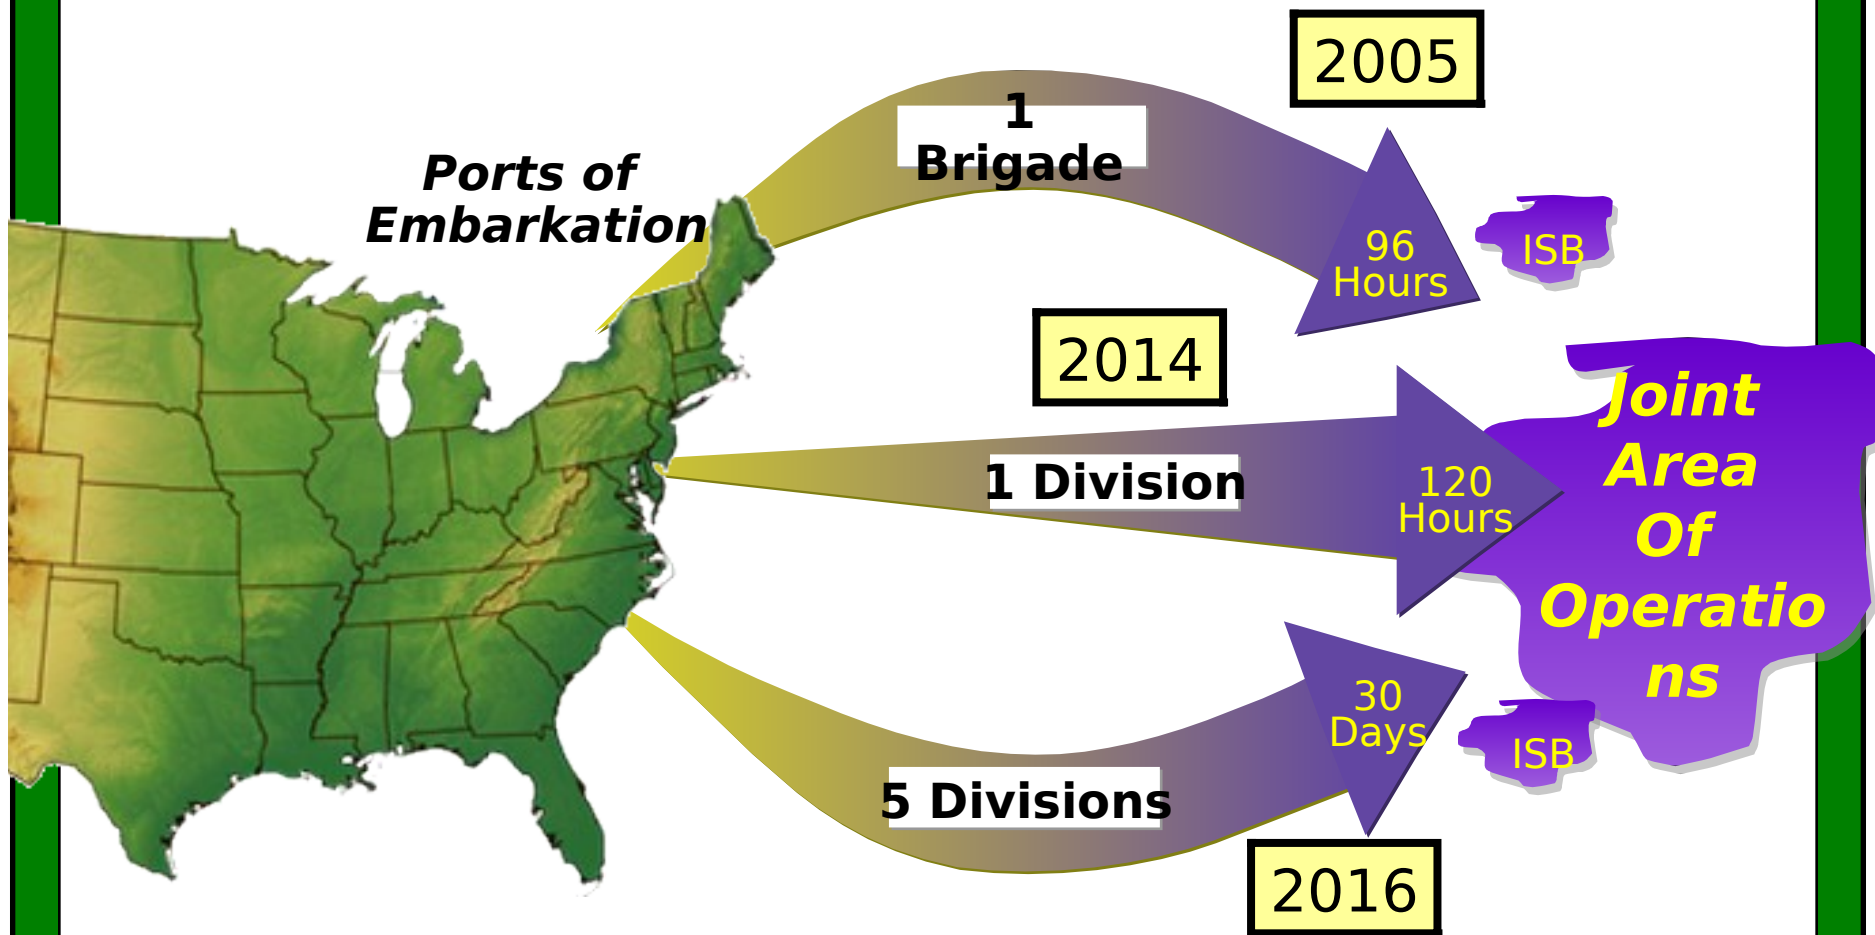 2005
1
Brigade
Ports of
Embarkation
96
Hours
ISB
2014
Joint
Area
Of
Operatio
ns
1 Division
120
Hours
30
Days
ISB
5 Divisions
2016